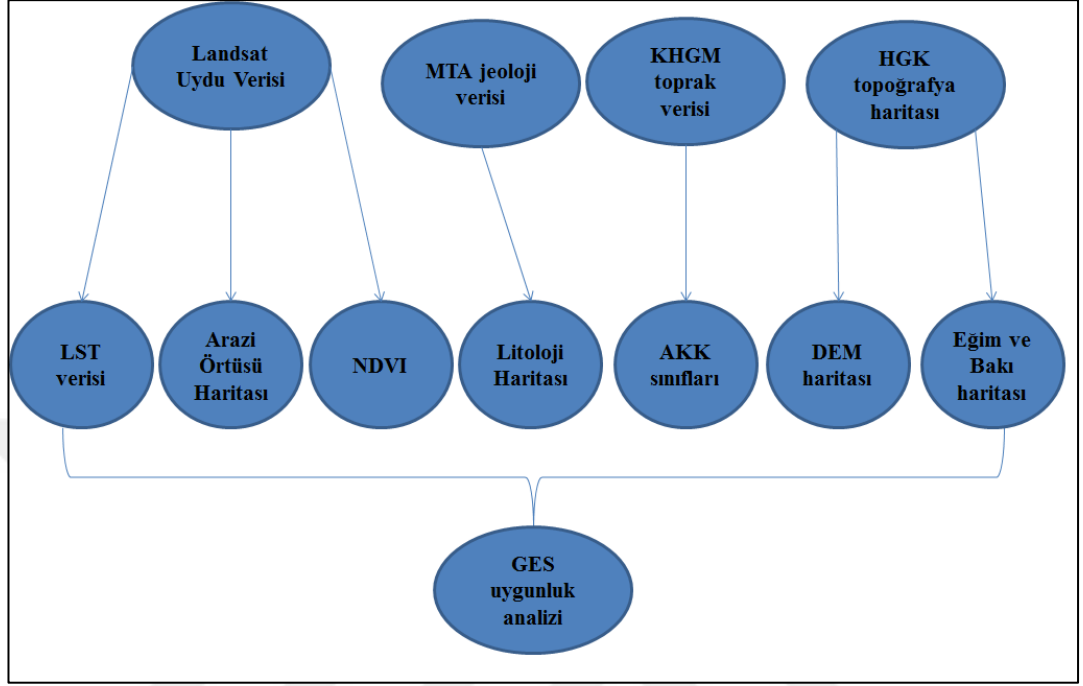 Landsat
Uydu Verisi
MTA jeoloji
verisi
KHGM
toprak
verisi
HGK
topoğrafya
haritası
LST
verisi
Arazi
Örtüsü
Haritası
NDVI
Litoloji
Haritası
AKK
sınıfları
DEM
haritası
Eğim ve
Bakı
haritası
GES
uygunluk
analizi